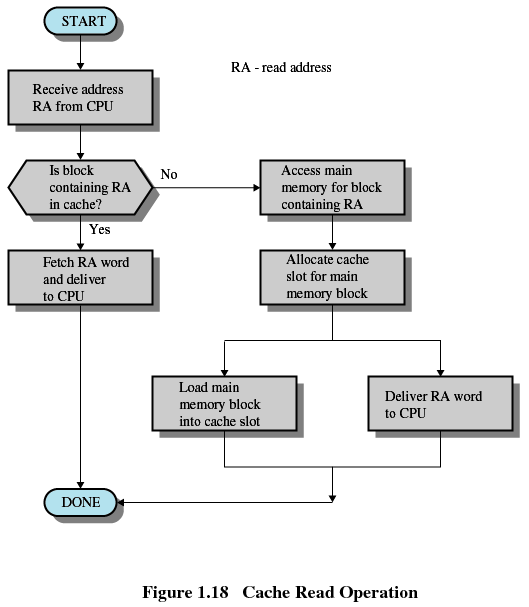 START
RA - read address
Receive address
RA from CPU
Is block
containing RA
in cache?
No
Access main
memory for block
containing RA
Yes
Fetch RA word
and deliver
to CPU
Allocate cache
slot for main
memory block
Load main
memory block
into cache slot
Deliver RA word
to CPU
DONE
Figure 1.18 Cache Read Operation